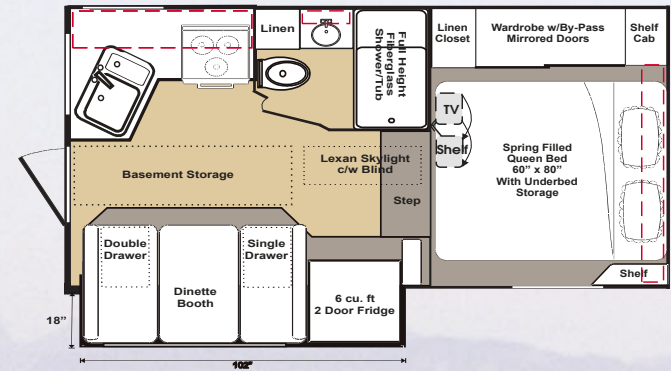 Linen
Full Height
Fiberglass
Shower/Tub
Linen
Closet
Wardrobe w/By-Pass
Mirrored Doors
Shelf
Cab
TV
Shelf
Spring Filled
Queen Bed
60” x 80”
With Underbed
Storage
Basement Storage
Lexan Skylight
c/w Blind
Step
Double
Drawer
Single
Drawer
Dinette
Booth
6 cu. ft
2 Door Fridge
Shelf
18”
102”